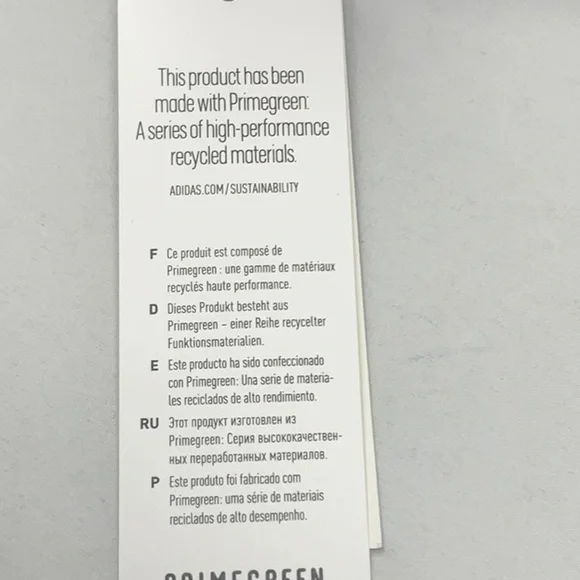 This product has been
made with Primegreen:
A series of high-performance
recycled materials.
ADIDAS.COM/SUSTAINABILITY
F Ce produit est composé de
Primegreen : une gamme de matériaux
recyclés haute performance.
D Dieses Produkt besteht aus
Primegreen – einer Reihe recycelter
Funktionsmaterialien.
E Este producto ha sido confeccionado
con Primegreen: Una serie de materia-
les reciclados de alto rendimiento.
RU Этот продукт изготовлен из
Primegreen: Серия высококачествен-
ных переработанных материалов.
P Este produto foi fabricado com
Primegreen: uma série de materiais
reciclados de alto desempenho.
PRIMEGREEN